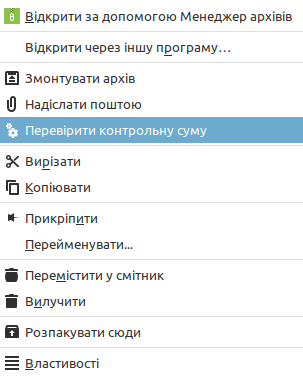 Відкрити за допомогою Менеджер архівів
Відкрити через іншу програму…
Змонтувати архів
Надіслати поштою
Перевірити контрольну суму
Вирізати
Копіювати
Прикріпити
Перейменувати...
Перемістити у смітник
Вилучити
Розпакувати сюди
Властивості